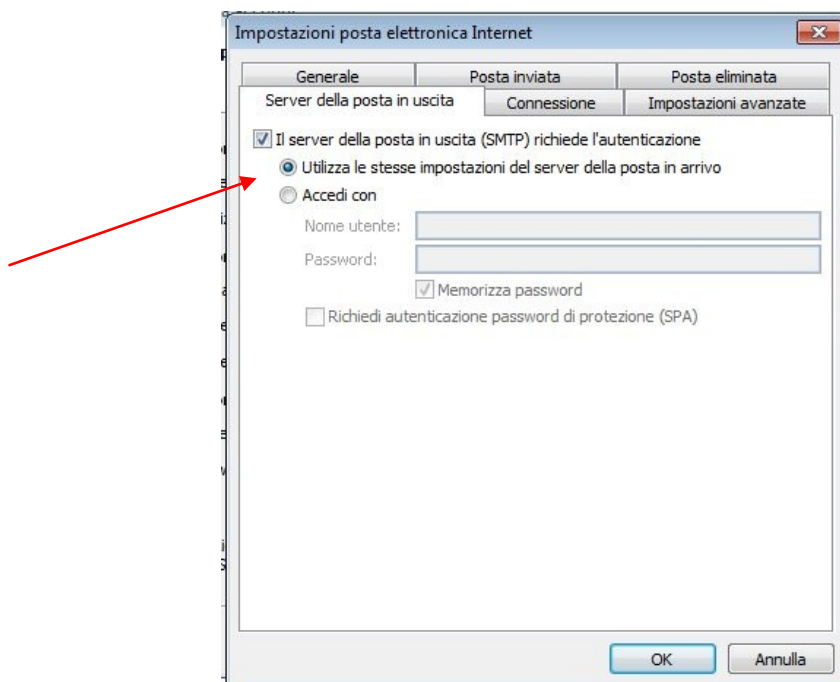 Impostazioni posta elettronica Internet
Generale
Posta inviata
Posta eliminata
Server della posta in uscita
Connessione
Impostazioni avanzate
Il server della posta in uscita (SMTP) richiede l'autenticazione
Utilizza le stesse impostazioni del server della posta in arrivo
Accedi con
Nome utente:
Password:
Memorizza password
Richiedi autenticazione password di protezione (SPA)
OK
Annulla